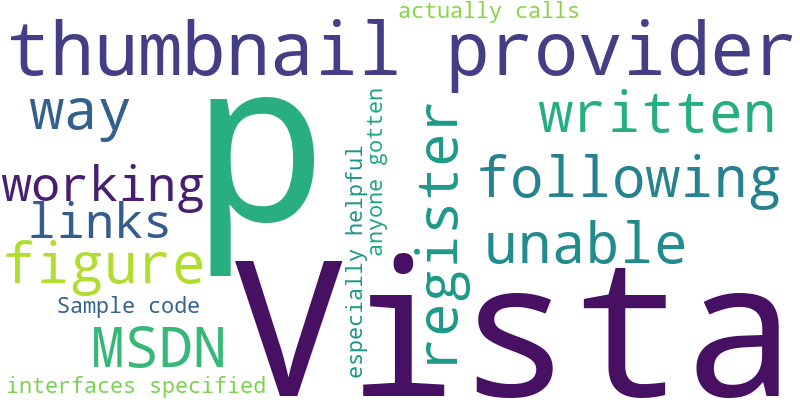 actually calls
thumbnail provider
way
p
anyone gotten
register
written
working
especially helpful
following
links
unable
figure
Vista
Sample code
MSDN
interfaces specified